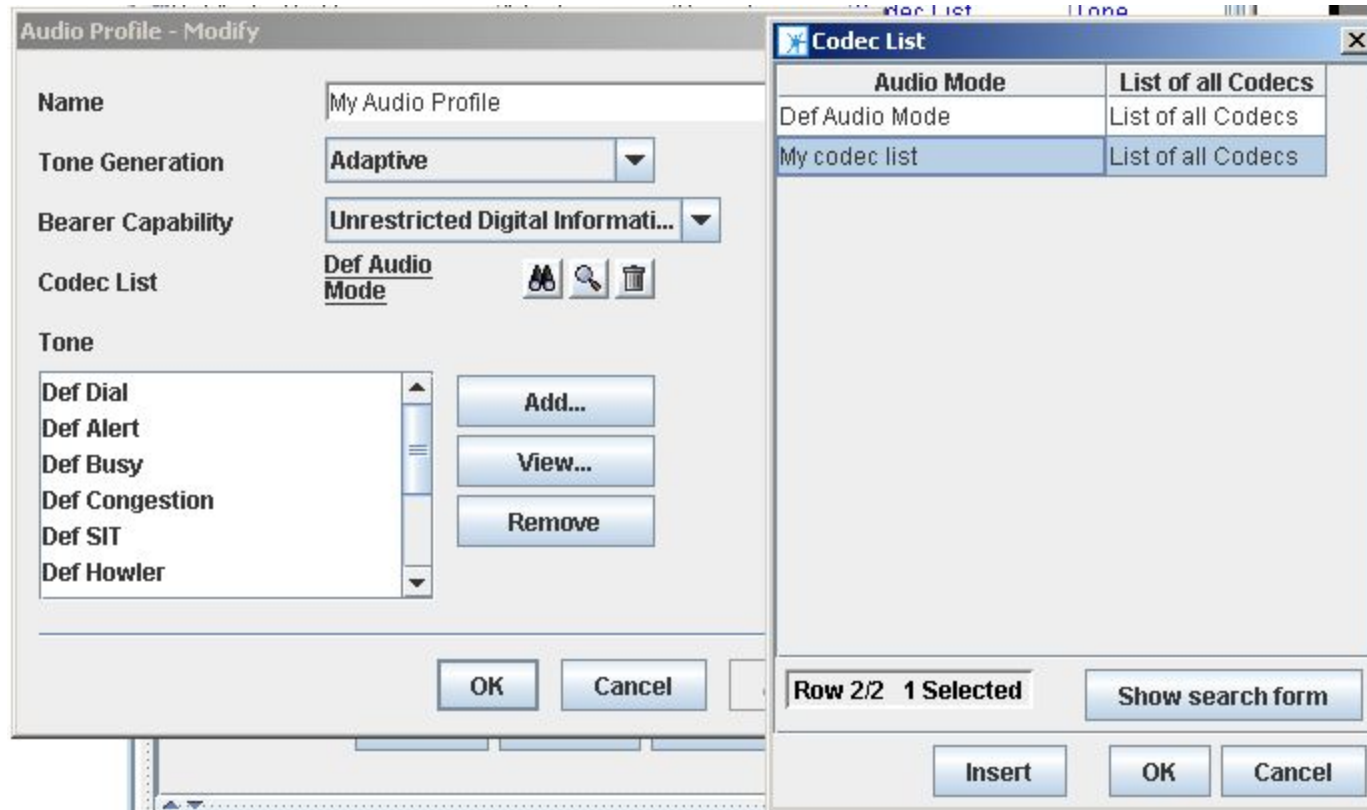 dec List Tone
Audio Profile - Modify
Name My Audio Profile
Tone Generation Adaptive
Bearer Capability Unrestricted Digital Informati...
Codec List Def Audio
Mode
Tone
Def Dial
Def Alert
Def Busy
Def Congestion
Def SIT
Def Howler
Add...
View...
Remove
OK Cancel
Codec List
Audio Mode List of all Codecs
Def Audio Mode List of all Codecs
My codec list List of all Codecs
Row 2/2 1 Selected Show search form
Insert OK Cancel